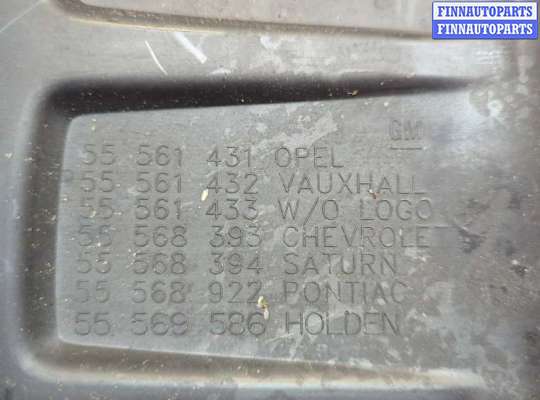 FINNAUTOPARTS
FINNAUTOPARTS
GM
55 561 431 OPEL
55 561 432 VAUXHALL
55 561 433 W/O LOGO
55 568 393 CHEVROLET
55 568 394 SATURN
55 568 922 PONTIAC
55 569 586 HOLDEN